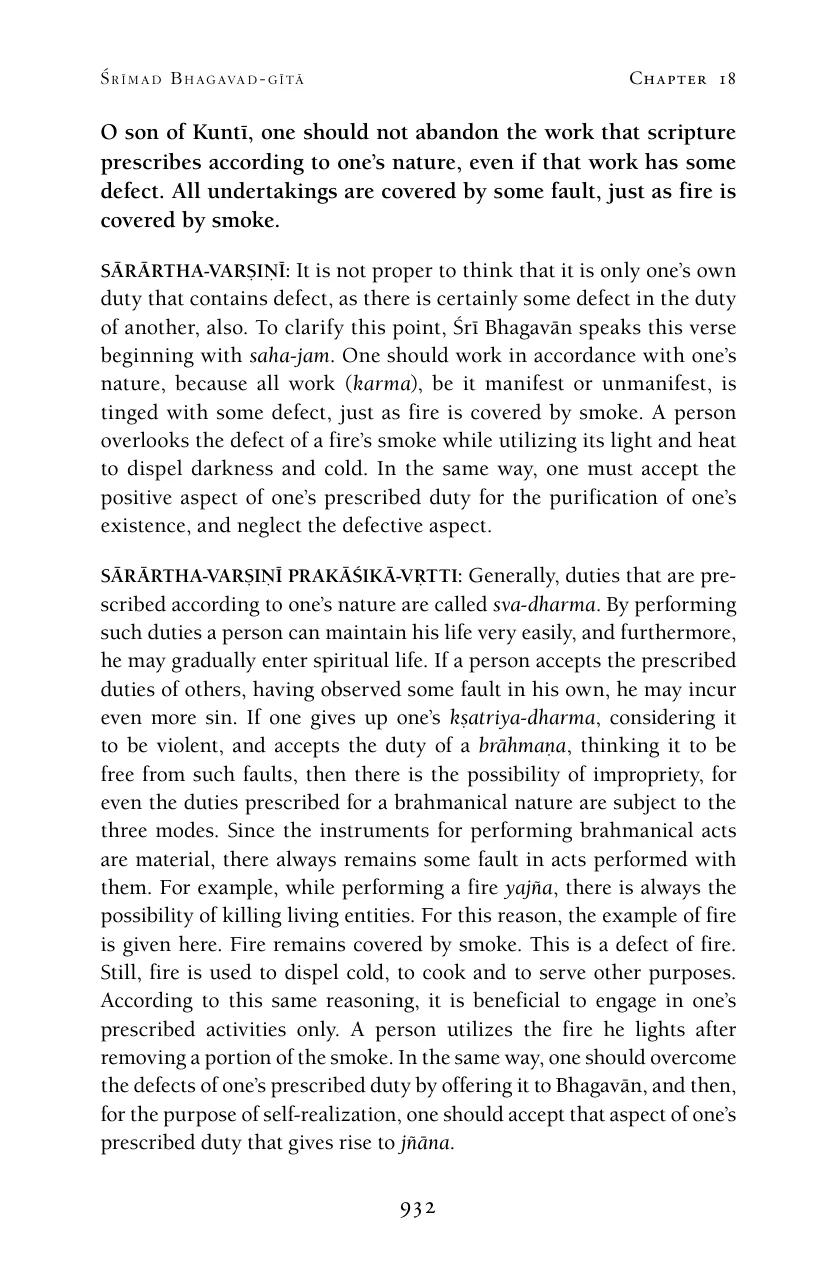 Śrīmad Bhagavad-gītā Chapter 18
O son of Kuntī, one should not abandon the work that scripture
prescribes according to one’s nature, even if that work has some
defect. All undertakings are covered by some fault, just as fire is
covered by smoke.
SĀRĀRTHA-VARṢIṆĪ: It is not proper to think that it is only one’s own
duty that contains defect, as there is certainly some defect in the duty
of another, also. To clarify this point, Śrī Bhagavān speaks this verse
beginning with saha-jam. One should work in accordance with one’s
nature, because all work (karma), be it manifest or unmanifest, is
tinged with some defect, just as fire is covered by smoke. A person
overlooks the defect of a fire’s smoke while utilizing its light and heat
to dispel darkness and cold. In the same way, one must accept the
positive aspect of one’s prescribed duty for the purification of one’s
existence, and neglect the defective aspect.
SĀRĀRTHA-VARṢIṆĪ PRAKĀŚIKĀ-VṚTTI: Generally, duties that are pre-
scribed according to one’s nature are called sva-dharma. By performing
such duties a person can maintain his life very easily, and furthermore,
he may gradually enter spiritual life. If a person accepts the prescribed
duties of others, having observed some fault in his own, he may incur
even more sin. If one gives up one’s kṣatriya-dharma, considering it
to be violent, and accepts the duty of a brāhmaṇa, thinking it to be
free from such faults, then there is the possibility of impropriety, for
even the duties prescribed for a brahmanical nature are subject to the
three modes. Since the instruments for performing brahmanical acts
are material, there always remains some fault in acts performed with
them. For example, while performing a fire yajña, there is always the
possibility of killing living entities. For this reason, the example of fire
is given here. Fire remains covered by smoke. This is a defect of fire.
Still, fire is used to dispel cold, to cook and to serve other purposes.
According to this same reasoning, it is beneficial to engage in one’s
prescribed activities only. A person utilizes the fire he lights after
removing a portion of the smoke. In the same way, one should overcome
the defects of one’s prescribed duty by offering it to Bhagavān, and then,
for the purpose of self-realization, one should accept that aspect of one’s
prescribed duty that gives rise to jñāna.
932